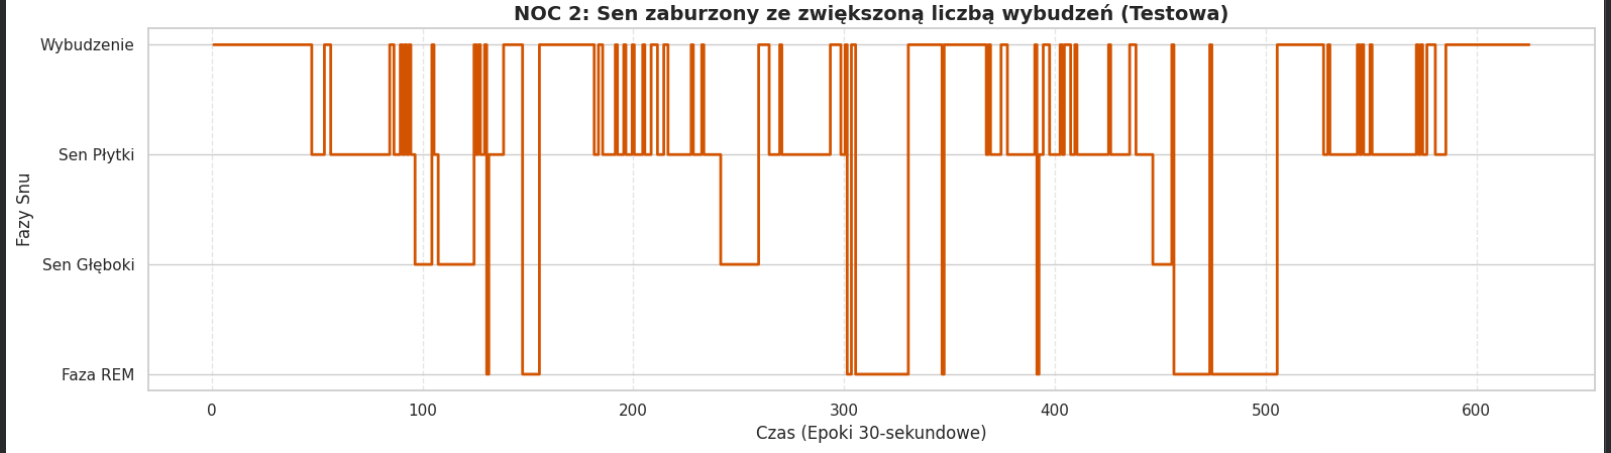 NOC 2: Sen zaburzony ze zwiększoną liczbą wybudzeń (Testowa)
Wybudzenie
Sen Płytki
Sen Głęboki
Faza REM
Fazy Snu
0 100 200 300 400 500 600
Czas (Epoki 30-sekundowe)